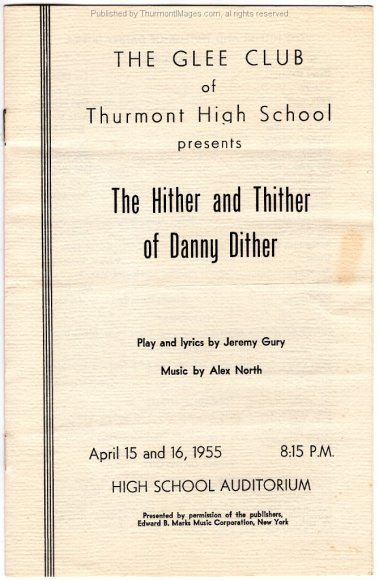 Published by ThurmontImages.com, all rights reserved.
THE GLEE CLUB
of
Thurmont High School
presents
The Hither and Thither
of Danny Dither
Play and lyrics by Jeremy Gury
Music by Alex North
April 15 and 16, 1955 8:15 P.M.
HIGH SCHOOL AUDITORIUM
Presented by permission of the publishers,
Edward B. Marks Music Corporation, New York